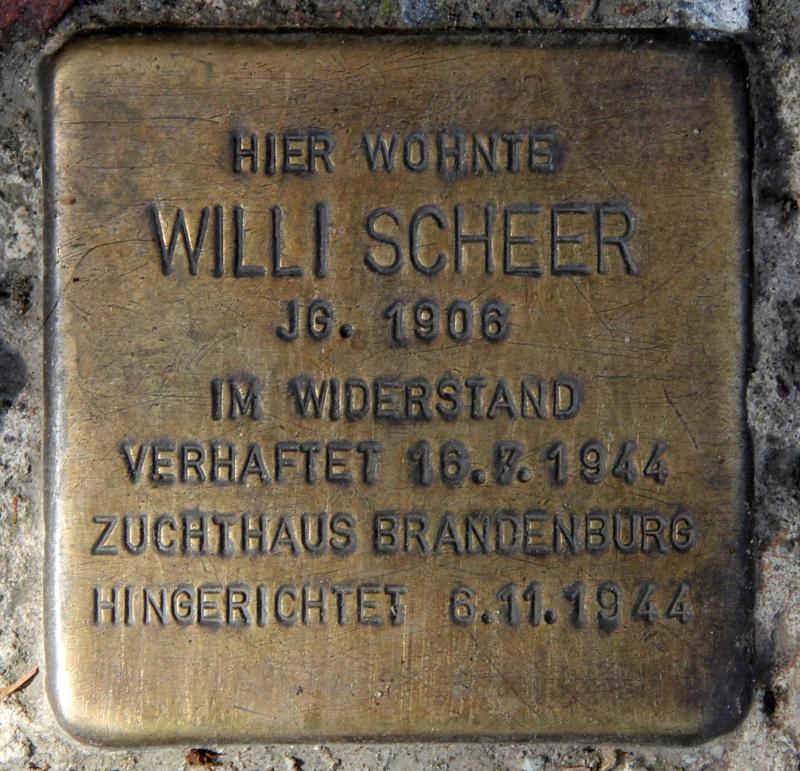 HIER WOHNTE
WILLI SCHEER
JG. 1906
IM WIDERSTAND
VERHAFTET 16.7.1944
ZUCHTHAUS BRANDENBURG
HINGERICHTET 6.11.1944